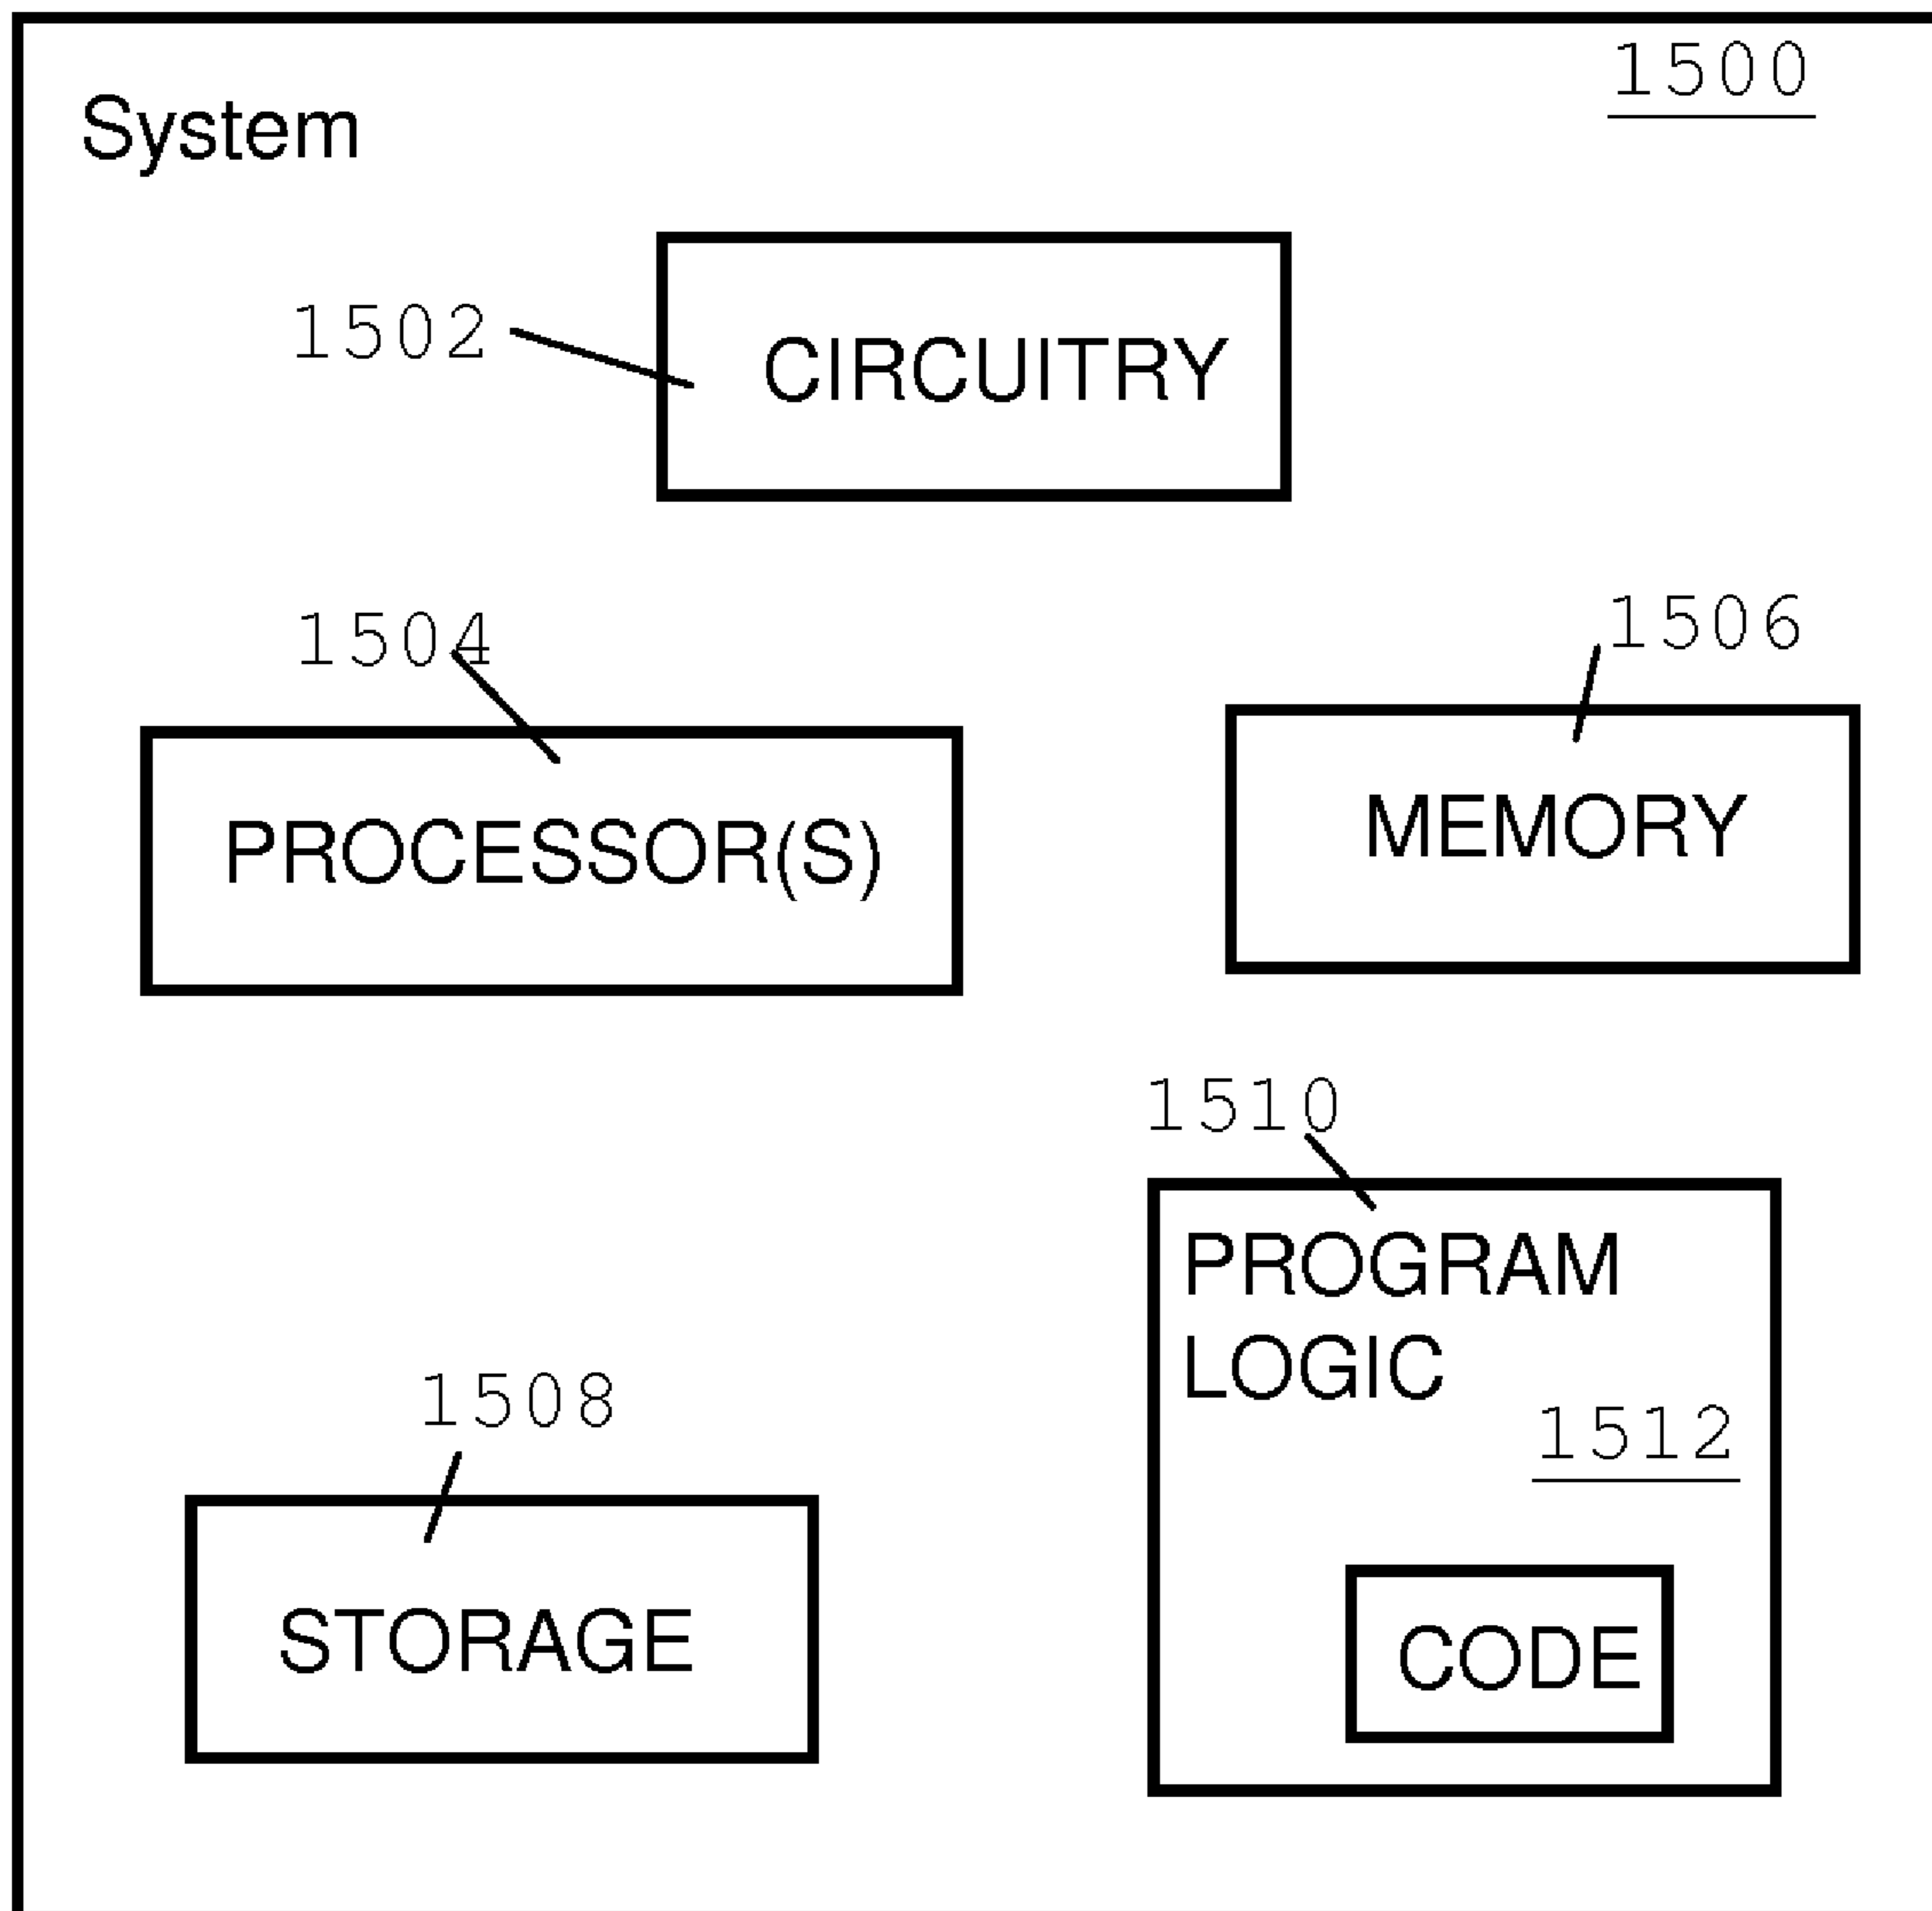 1500
System
1502
CIRCUITRY
1504
1506
PROCESSOR(S)
MEMORY
1510
PROGRAM
LOGIC
1508
1512
STORAGE
CODE